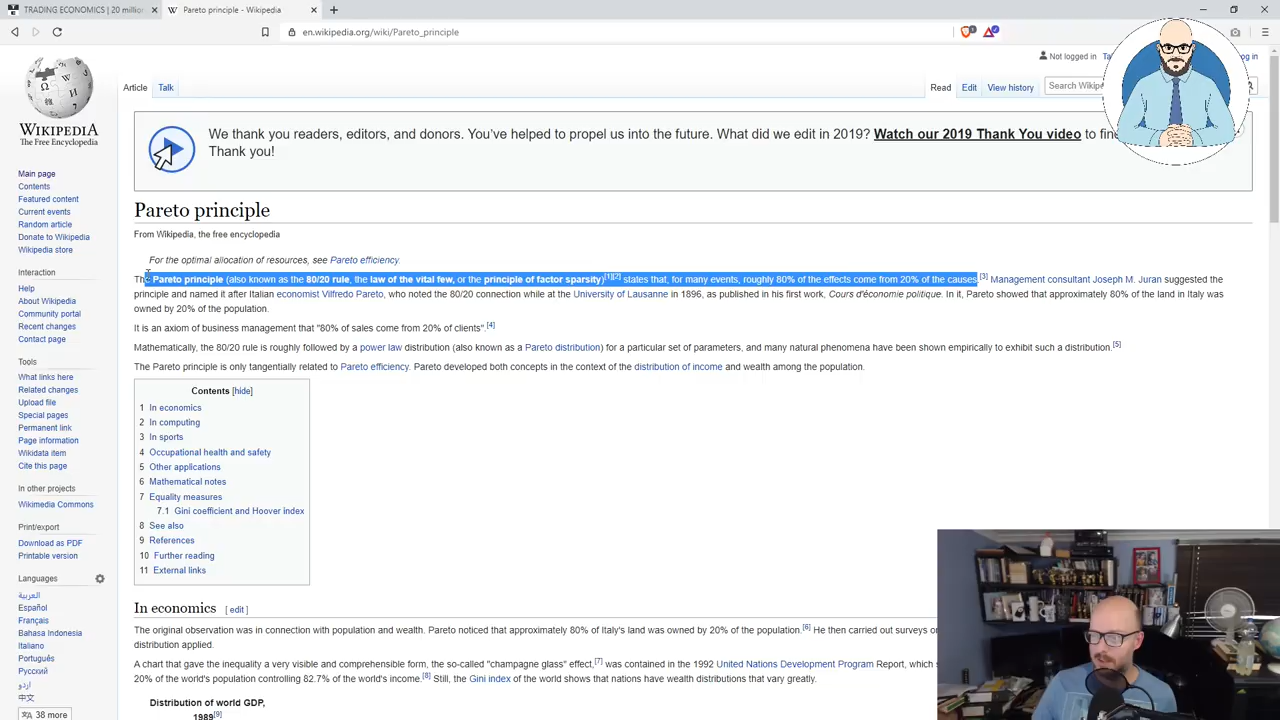 TRADING ECONOMICS | 20 million
Pareto principle - Wikipedia
en.wikipedia.org/wiki/Pareto_principle
Not logged in
WIKIPEDIA
The Free Encyclopedia
Article
Talk
Read
Edit
View history
We thank you readers, editors, and donors. You've helped to propel us into the future. What did we edit in 2019? Watch our 2019 Thank You video to
Thank you!
Main page
Contents
Featured content
Current events
Random article
Donate to Wikipedia
Wikipedia store
Interaction
Help
About Wikipedia
Community portal
Recent changes
Contact page
Tools
What links here
Related changes
Upload file
Special pages
Permanent link
Page information
Wikidata item
Cite this page
In other projects
Wikimedia Commons
Print/export
Download as PDF
Printable version
Languages
العربية
Español
Français
Bahasa Indonesia
Italiano
Português
Русский
اردو
中文
38 more
Pareto principle
From Wikipedia, the free encyclopedia
For the optimal allocation of resources, see Pareto efficiency.
The Pareto principle (also known as the 80/20 rule, the law of the vital few, or the principle of factor sparsity)[1][2] states that, for many events, roughly 80% of the effects come from 20% of the causes.[3] Management consultant Joseph M. Juran suggested the
principle and named it after Italian economist Vilfredo Pareto, who noted the 80/20 connection while at the University of Lausanne in 1896, as published in his first work, Cours d'économie politique. In it, Pareto showed that approximately 80% of the land in Italy was
owned by 20% of the population.
It is an axiom of business management that "80% of sales come from 20% of clients".[4]
Mathematically, the 80/20 rule is roughly followed by a power law distribution (also known as a Pareto distribution) for a particular set of parameters, and many natural phenomena have been shown empirically to exhibit such a distribution.[5]
The Pareto principle is only tangentially related to Pareto efficiency. Pareto developed both concepts in the context of the distribution of income and wealth among the population.
Contents [hide]
1 In economics
2 In computing
3 In sports
4 Occupational health and safety
5 Other applications
6 Mathematical notes
7 Equality measures
7.1 Gini coefficient and Hoover index
8 See also
9 References
10 Further reading
11 External links
In economics [ edit ]
The original observation was in connection with population and wealth. Pareto noticed that approximately 80% of Italy's land was owned by 20% of the population.[6] He then carried out surveys
distribution applied.
A chart that gave the inequality a very visible and comprehensible form, the so-called "champagne glass" effect,[7] was contained in the 1992 United Nations Development Program Report, which
20% of the world's population controlling 82.7% of the world's income.[8] Still, the Gini index of the world shows that nations have wealth distributions that vary greatly.
Distribution of world GDP,
1989[9]